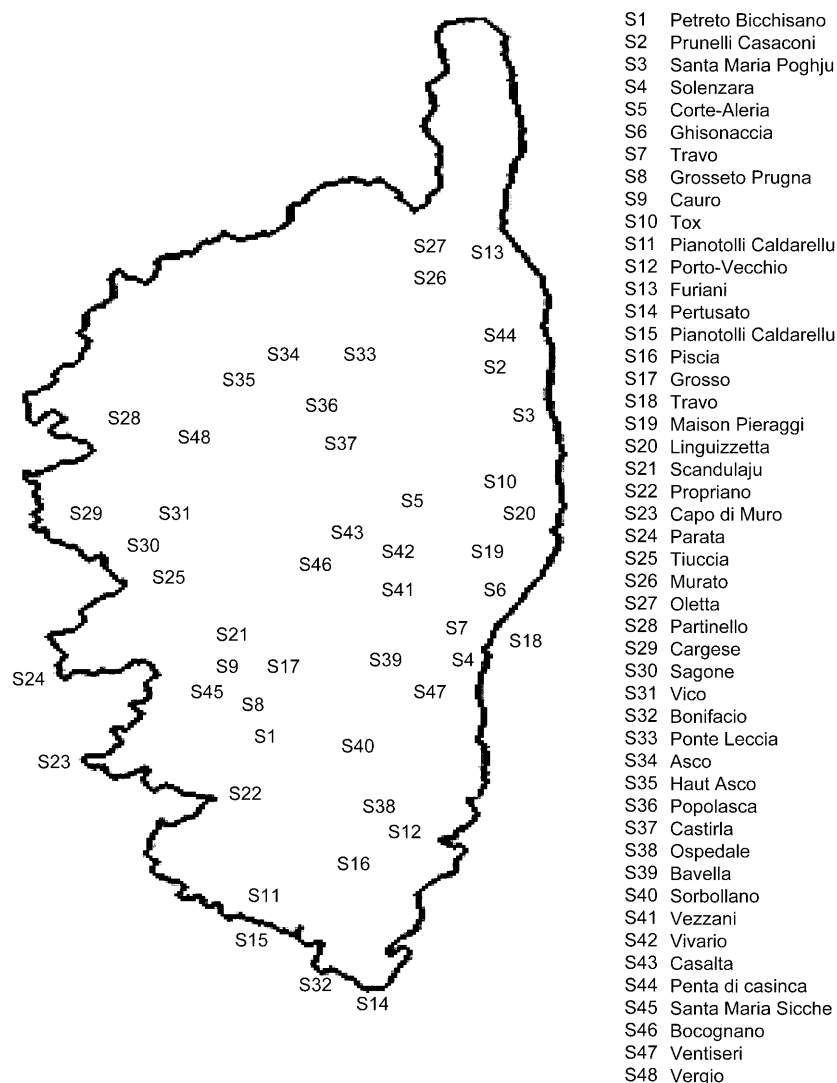 S1 Petreto Bicchisano
S2 Prunelli Casaconi
S3 Santa Maria Poghju
S4 Solenzara
S5 Corte-Aleria
S6 Ghisonaccia
S7 Travo
S8 Grosseto Prugna
S9 Cauro
S10 Tox
S11 Pianotolli Caldarellu
S12 Porto-Vecchio
S13 Furiani
S14 Pertusato
S15 Pianotolli Caldarellu
S16 Piscia
S17 Grosso
S18 Travo
S19 Maison Pieraggi
S20 Linguizzetta
S21 Scandulaju
S22 Propriano
S23 Capo di Muro
S24 Parata
S25 Tiuccia
S26 Murato
S27 Oletta
S28 Partinello
S29 Cargese
S30 Sagone
S31 Vico
S32 Bonifacio
S33 Ponte Leccia
S34 Asco
S35 Haut Asco
S36 Popolasca
S37 Castirla
S38 Ospedale
S39 Bavella
S40 Sorbollano
S41 Vezzani
S42 Vivario
S43 Casalta
S44 Penta di casinca
S45 Santa Maria Sicche
S46 Bocognano
S47 Ventiseri
S48 Vergio
S27
S13
S26
S44
S34 S33
S2
S35
S36
S28
S3
S48
S37
S10
S5
S29 S31
S20
S43
S30
S42
S19
S46
S25
S41
S6
S7
S21
S18
S39
S4
S9 S17
S24
S45
S47
S8
S1
S40
S23
S22
S38
S12
S16
S11
S15
S32
S14